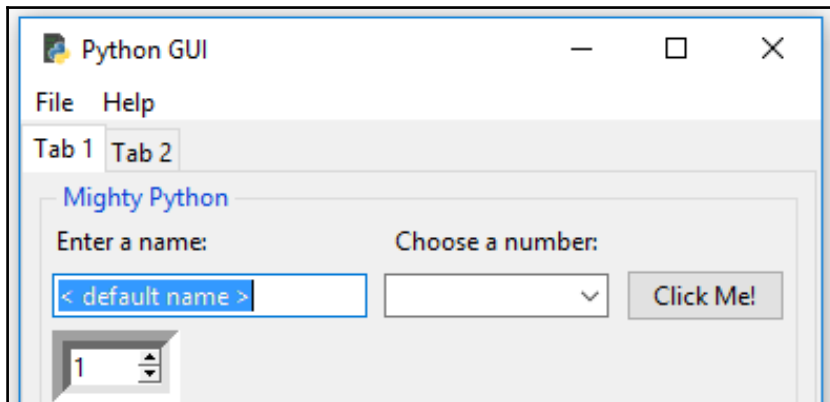 Python GUI
File Help
Tab 1 Tab 2
Mighty Python
Enter a name: Choose a number:
< default name > Click Me!
1